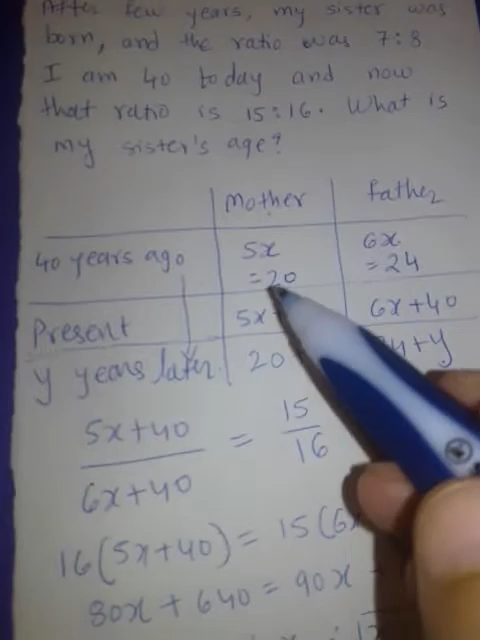 After few years, my sister was
born, and the ratio was 7:8
I am 40 today and now
that ratio is 15:16. What is
my sister's age?
Mother Father
40 years ago 5x =20 6x =24
Present 5x 6x+40
y years later 20 +y
5x+40 / 6x+40 = 15/16
16(5x+40) = 15(6x
80x+640 = 90x